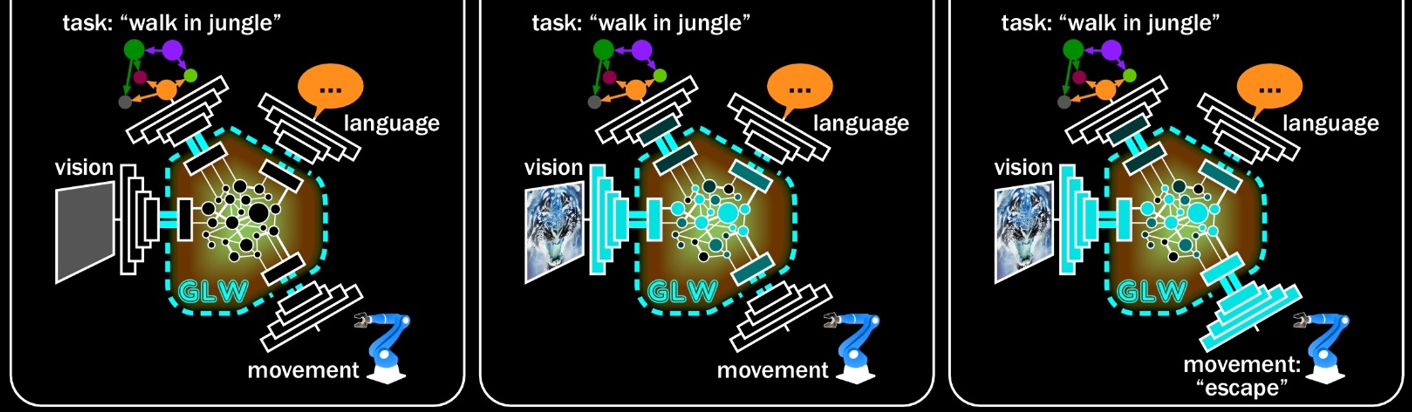 task: “walk in jungle”
...
language
vision
GLW
movement
task: “walk in jungle”
...
language
vision
GLW
movement
task: “walk in jungle”
...
language
vision
GLW
movement:
“escape”